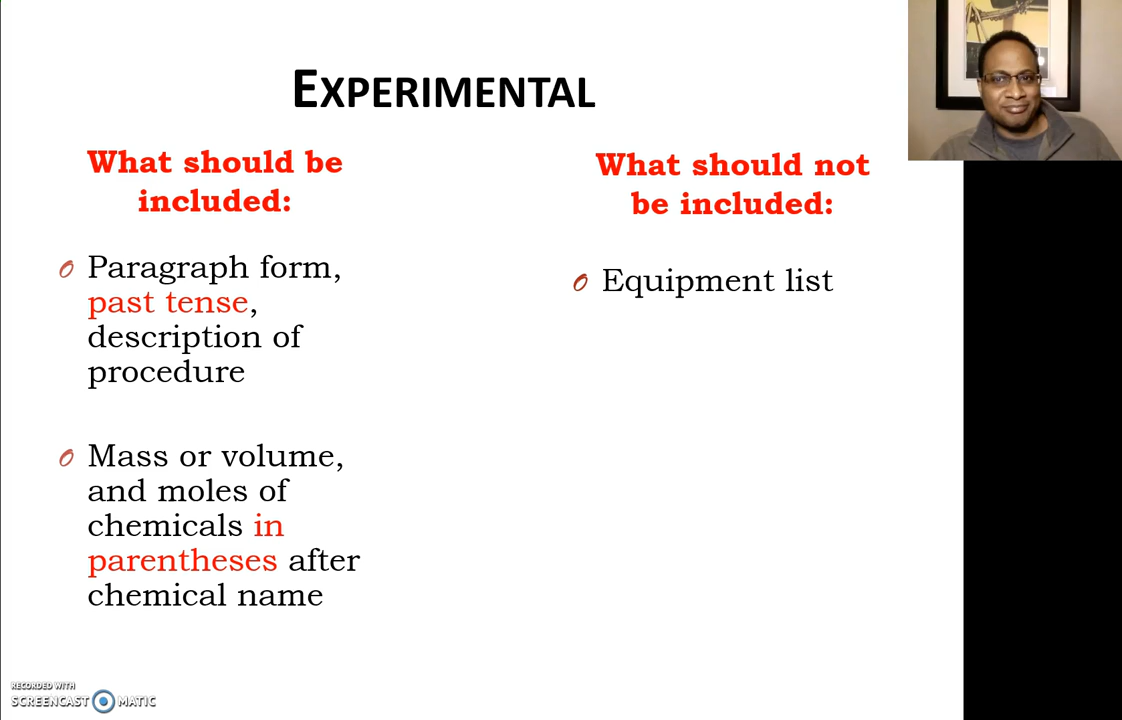 EXPERIMENTAL
What should be
included:
Paragraph form,
past tense,
description of
procedure
Mass or volume,
and moles of
chemicals in
parentheses after
chemical name
What should not
be included:
Equipment list
RECORDED WITH
SCREENCAST MATIC